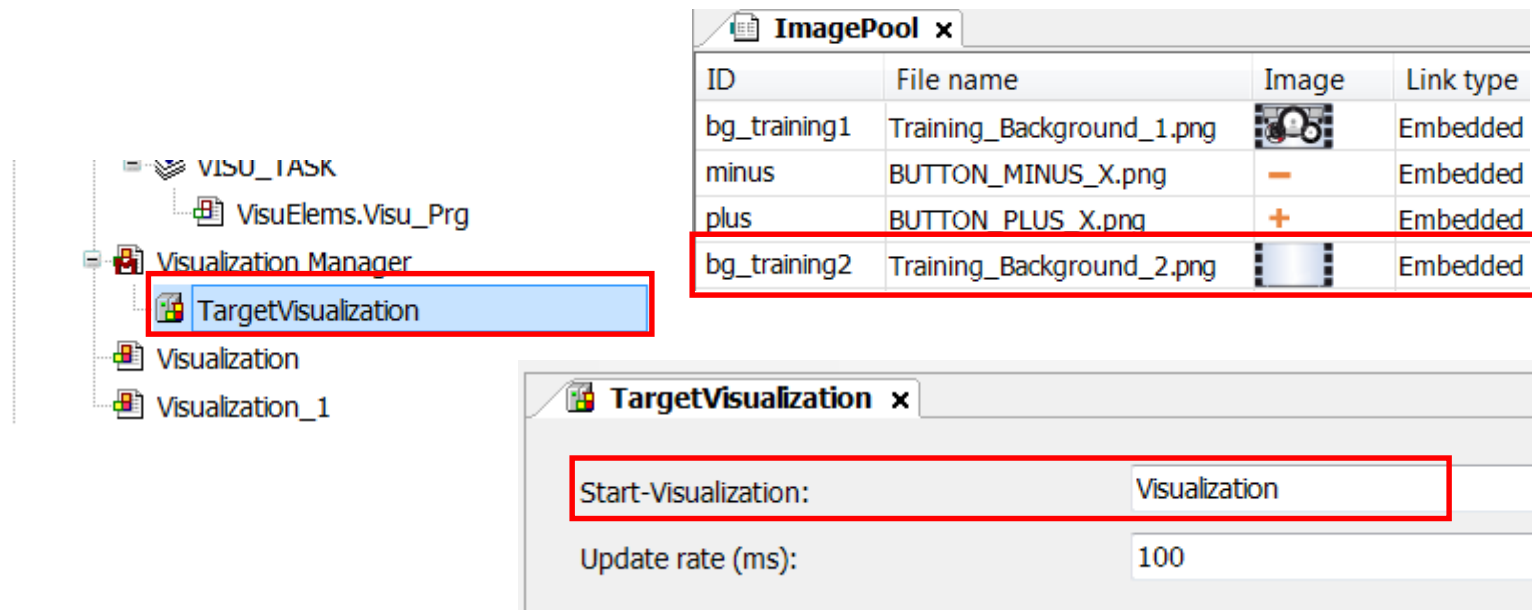 ImagePool x
ID File name Image Link type
bg_training1 Training_Background_1.png Embedded
minus BUTTON_MINUS_X.png Embedded
plus BUTTON_PLUS_X.png Embedded
bg_training2 Training_Background_2.png Embedded
VISU_TASK
VisuElems.Visu_Prg
Visualization Manager
TargetVisualization
Visualization
Visualization_1
TargetVisualization x
Start-Visualization: Visualization
Update rate (ms): 100